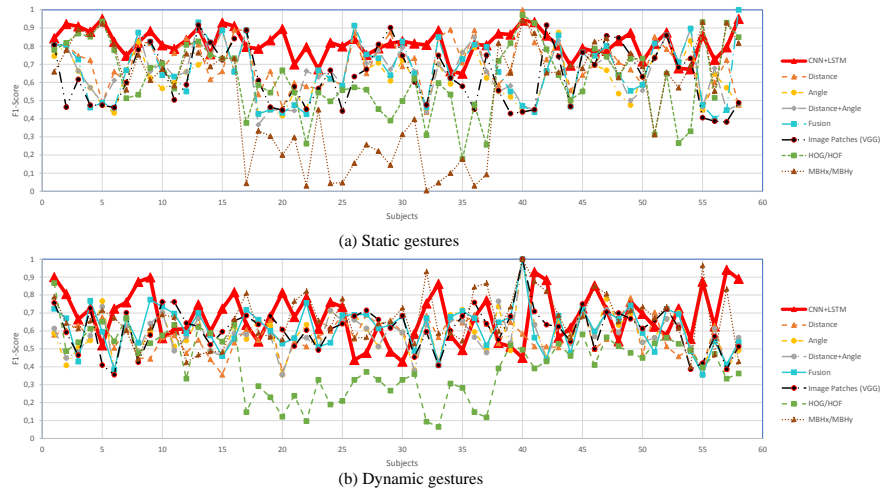 1
0,9
0,8
0,7
0,6
0,5
0,4
0,3
0,2
0,1
0
F1-Score
0 5 10 15 20 25 30 35 40 45 50 55 60
Subjects
CNN+LSTM
Distance
Angle
Distance+Angle
Fusion
Image Patches (VGG)
HOG/HOF
MBHx/MBHy
(a) Static gestures
1
0,9
0,8
0,7
0,6
0,5
0,4
0,3
0,2
0,1
0
F1-Score
0 5 10 15 20 25 30 35 40 45 50 55 60
Subjects
CNN+LSTM
Distance
Angle
Distance+Angle
Fusion
Image Patches (VGG)
HOG/HOF
MBHx/MBHy
(b) Dynamic gestures